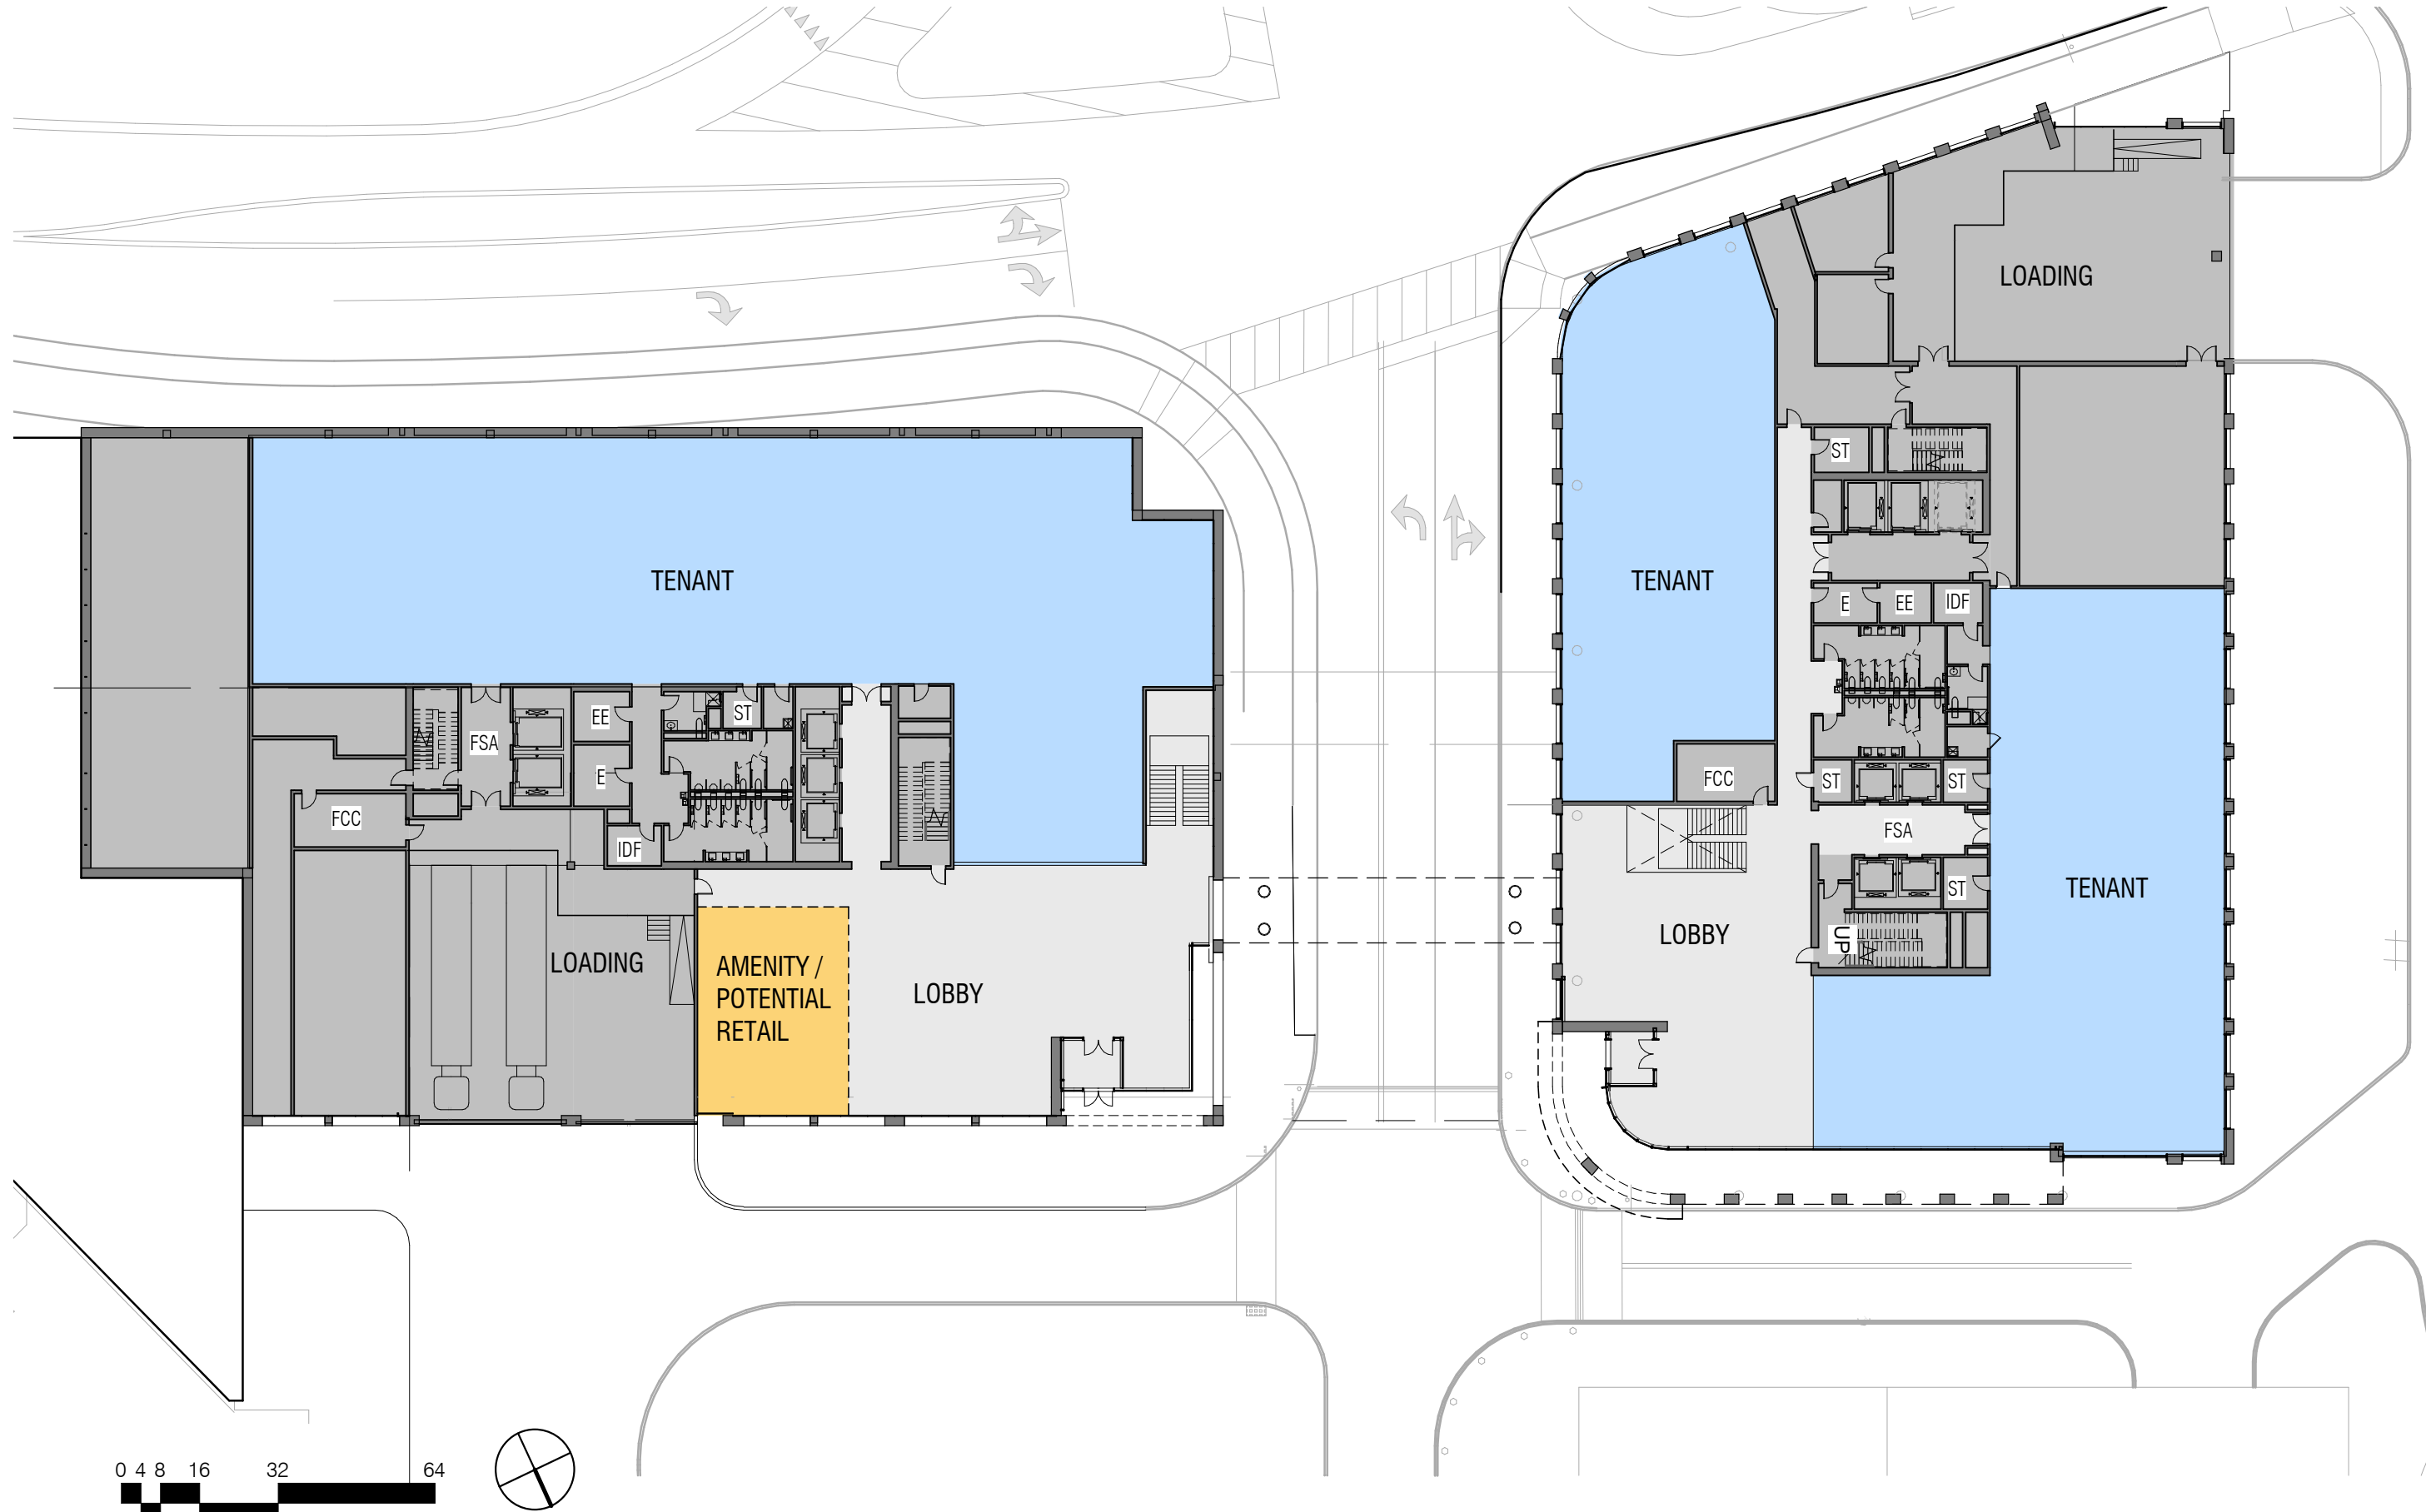 LOADING
ST
TENANT
TENANT
E
EE
IDF
EE
ST
FSA
E
FCC
ST
ST
FCC
FSA
IDF
TENANT
ST
LOBBY
UP
LOADING
AMENITY /
POTENTIAL
RETAIL
LOBBY
0 4 8 16 32 64